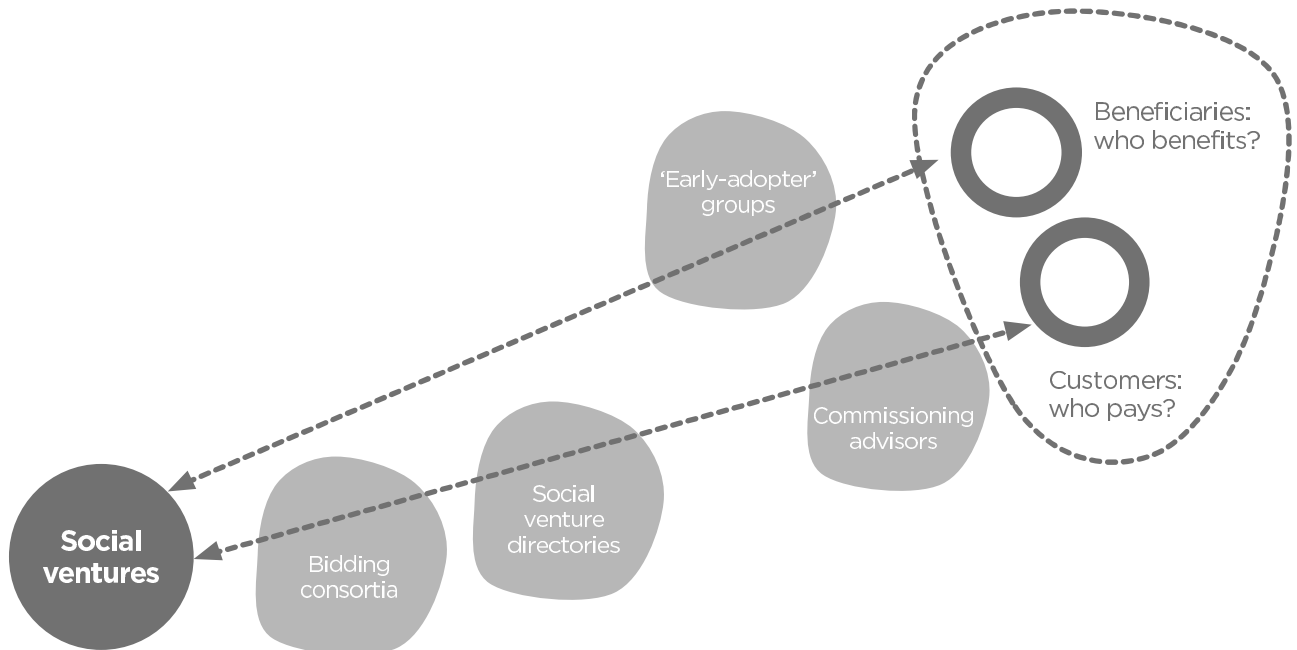 Beneficiaries:
who benefits?
‘Early-adopter’
groups
Customers:
who pays?
Commissioning
advisors
Social
venture
directories
Social
ventures
Bidding
consortia